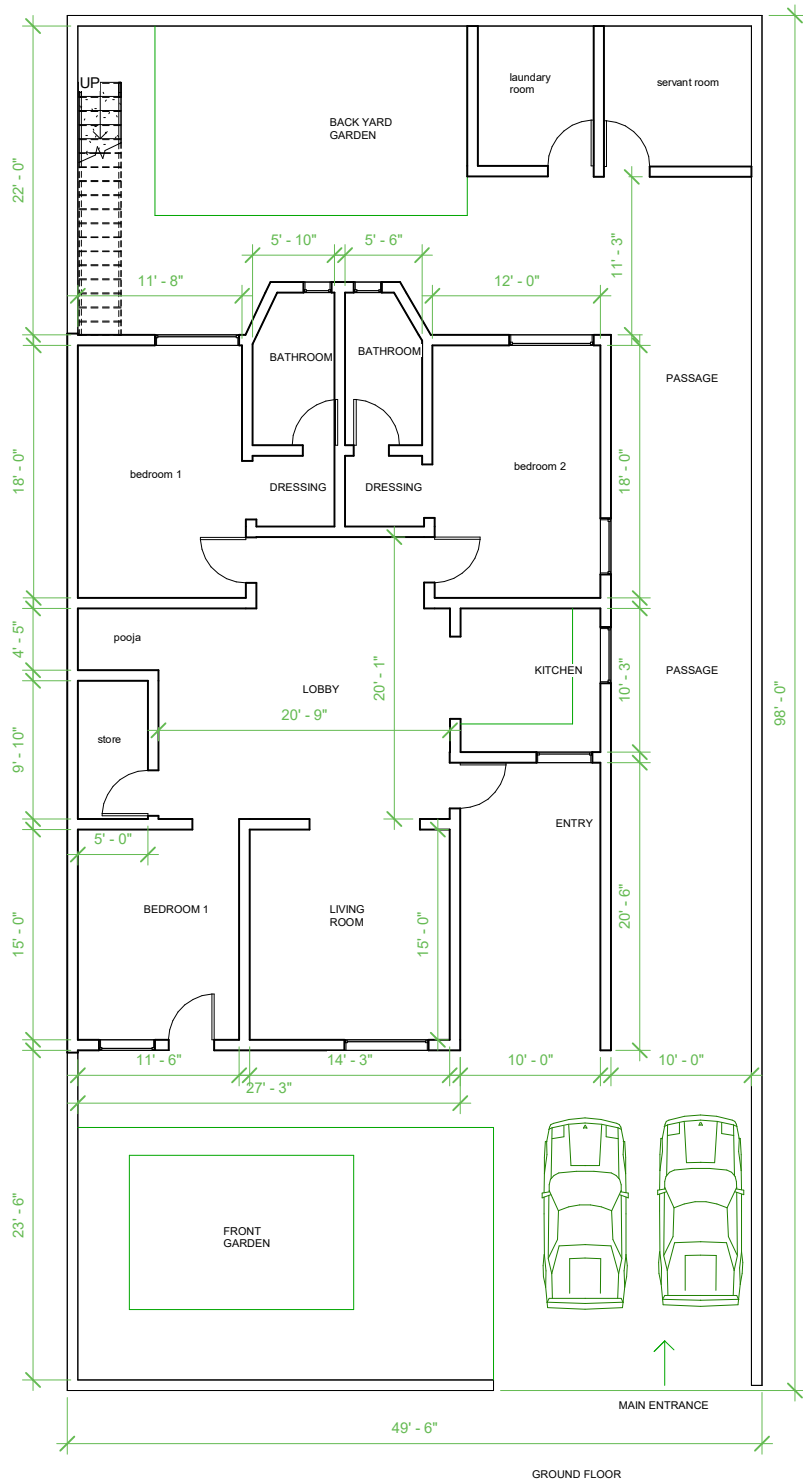 UP
laundary
room
servant room
BACK YARD
GARDEN
22' - 0"
5' - 10"
5' - 6"
11' - 3"
11' - 8"
12' - 0"
BATHROOM
BATHROOM
PASSAGE
bedroom 1
bedroom 2
18' - 0"
18' - 0"
DRESSING
DRESSING
4' - 5"
pooja
LOBBY
20' - 1"
KITCHEN
10' - 3"
PASSAGE
98' - 0"
20' - 9"
store
9' - 10"
5' - 0"
ENTRY
BEDROOM 1
LIVING
ROOM
15' - 0"
15' - 0"
20' - 6"
11' - 6"
14' - 3"
10' - 0"
10' - 0"
27' - 3"
23' - 6"
FRONT
GARDEN
MAIN ENTRANCE
49' - 6"
GROUND FLOOR